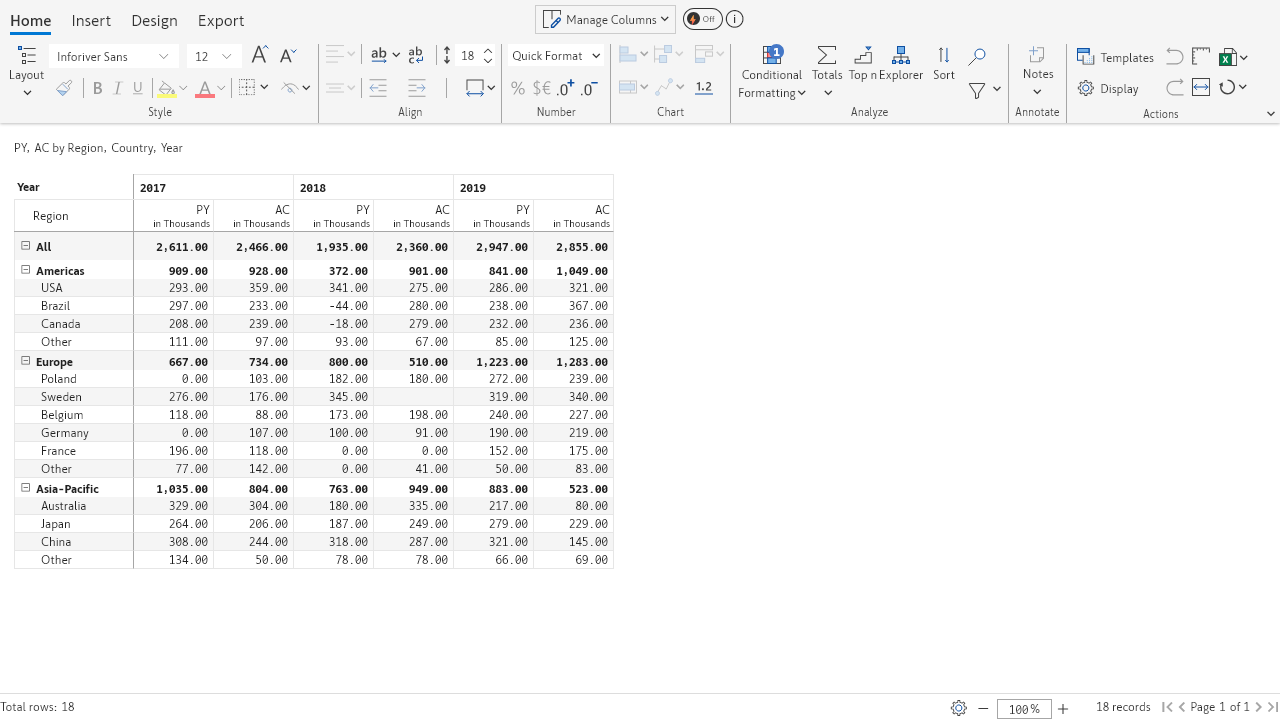 Home Insert Design Export Manage Columns Off
Layout Inforiver Sans 12 ab ab 18 Quick Format Conditional Formatting Totals Top n Explorer Sort Notes Templates
B I U A % $€ .0+ .0- 1.2 Display
Style Align Number Chart Analyze Annotate Actions
PY, AC by Region, Country, Year
Year 2017 2018 2019
Region PY AC PY AC PY AC
in Thousands in Thousands in Thousands in Thousands in Thousands in Thousands
All 2,611.00 2,466.00 1,935.00 2,360.00 2,947.00 2,855.00
Americas 909.00 928.00 372.00 901.00 841.00 1,049.00
USA 293.00 359.00 341.00 275.00 286.00 321.00
Brazil 297.00 233.00 -44.00 280.00 238.00 367.00
Canada 208.00 239.00 -18.00 279.00 232.00 236.00
Other 111.00 97.00 93.00 67.00 85.00 125.00
Europe 667.00 734.00 800.00 510.00 1,223.00 1,283.00
Poland 0.00 103.00 182.00 180.00 272.00 239.00
Sweden 276.00 176.00 345.00 319.00 340.00
Belgium 118.00 88.00 173.00 198.00 240.00 227.00
Germany 0.00 107.00 100.00 91.00 190.00 219.00
France 196.00 118.00 0.00 0.00 152.00 175.00
Other 77.00 142.00 0.00 41.00 50.00 83.00
Asia-Pacific 1,035.00 804.00 763.00 949.00 883.00 523.00
Australia 329.00 304.00 180.00 335.00 217.00 80.00
Japan 264.00 206.00 187.00 249.00 279.00 229.00
China 308.00 244.00 318.00 287.00 321.00 145.00
Other 134.00 50.00 78.00 78.00 66.00 69.00
Total rows: 18 100% 18 records Page 1 of 1